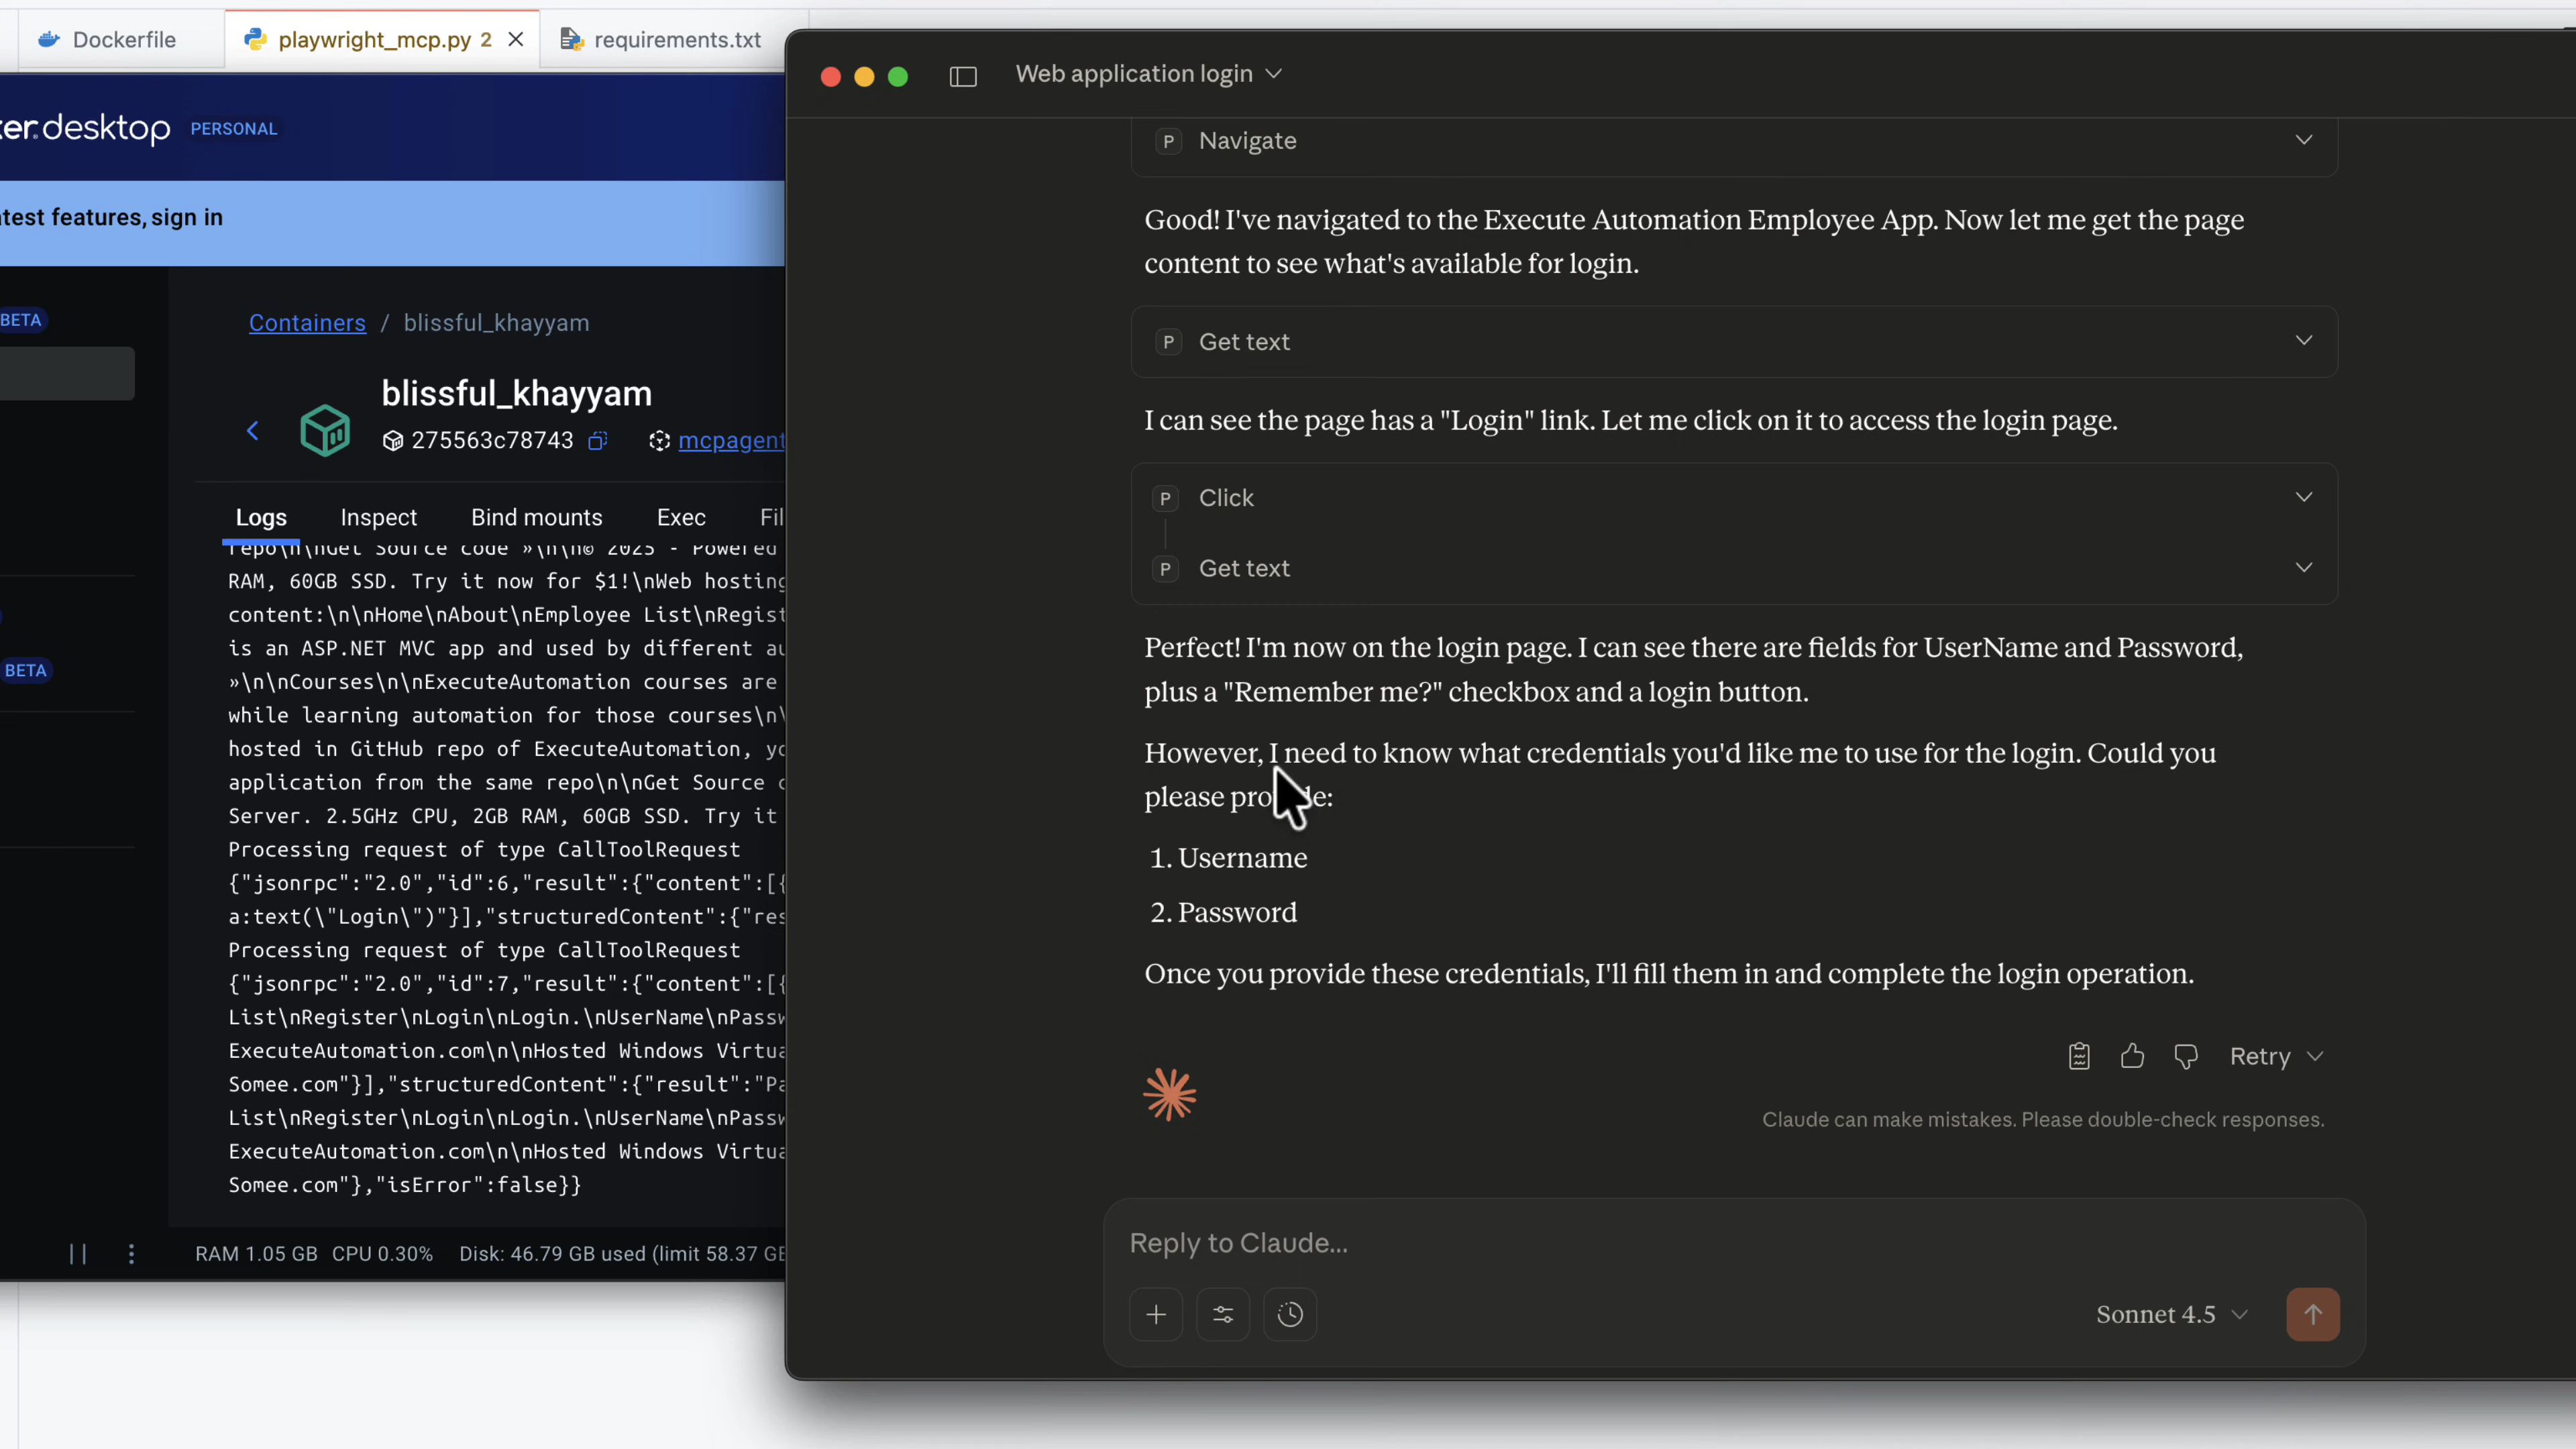 Dockerfile
playwright_mcp.py 2
requirements.txt
er.desktop PERSONAL
test features, sign in
BETA
Containers / blissful_khayyam
blissful_khayyam
275563c78743
mcpagent
Logs Inspect Bind mounts Exec Fil
repo\n\nGet Source code »\n\n© 2025 - Powered
RAM, 60GB SSD. Try it now for $1!\nWeb hosting
content:\n\nHome\nAbout\nEmployee List\nRegist
is an ASP.NET MVC app and used by different au
»\n\nCourses\n\nExecuteAutomation courses are
while learning automation for those courses\n\
hosted in GitHub repo of ExecuteAutomation, yo
application from the same repo\n\nGet Source c
Server. 2.5GHz CPU, 2GB RAM, 60GB SSD. Try it
Processing request of type CallToolRequest
{"jsonrpc":"2.0","id":6,"result":{"content":[{
a:text(\"Login\")"}],"structuredContent":{"res
Processing request of type CallToolRequest
{"jsonrpc":"2.0","id":7,"result":{"content":[{
List\nRegister\nLogin\nLogin.\nUserName\nPassw
ExecuteAutomation.com\n\nHosted Windows Virtua
Somee.com"}],"structuredContent":{"result":"Pa
List\nRegister\nLogin\nLogin.\nUserName\nPassw
ExecuteAutomation.com\n\nHosted Windows Virtua
Somee.com"},"isError":false}}
BETA
RAM 1.05 GB CPU 0.30% Disk: 46.79 GB used (limit 58.37 GB
Web application login
P Navigate
Good! I've navigated to the Execute Automation Employee App. Now let me get the page
content to see what's available for login.
P Get text
I can see the page has a "Login" link. Let me click on it to access the login page.
P Click
P Get text
Perfect! I'm now on the login page. I can see there are fields for UserName and Password,
plus a "Remember me?" checkbox and a login button.
However, I need to know what credentials you'd like me to use for the login. Could you
please provide:
1. Username
2. Password
Once you provide these credentials, I'll fill them in and complete the login operation.
Retry
Claude can make mistakes. Please double-check responses.
Reply to Claude...
Sonnet 4.5